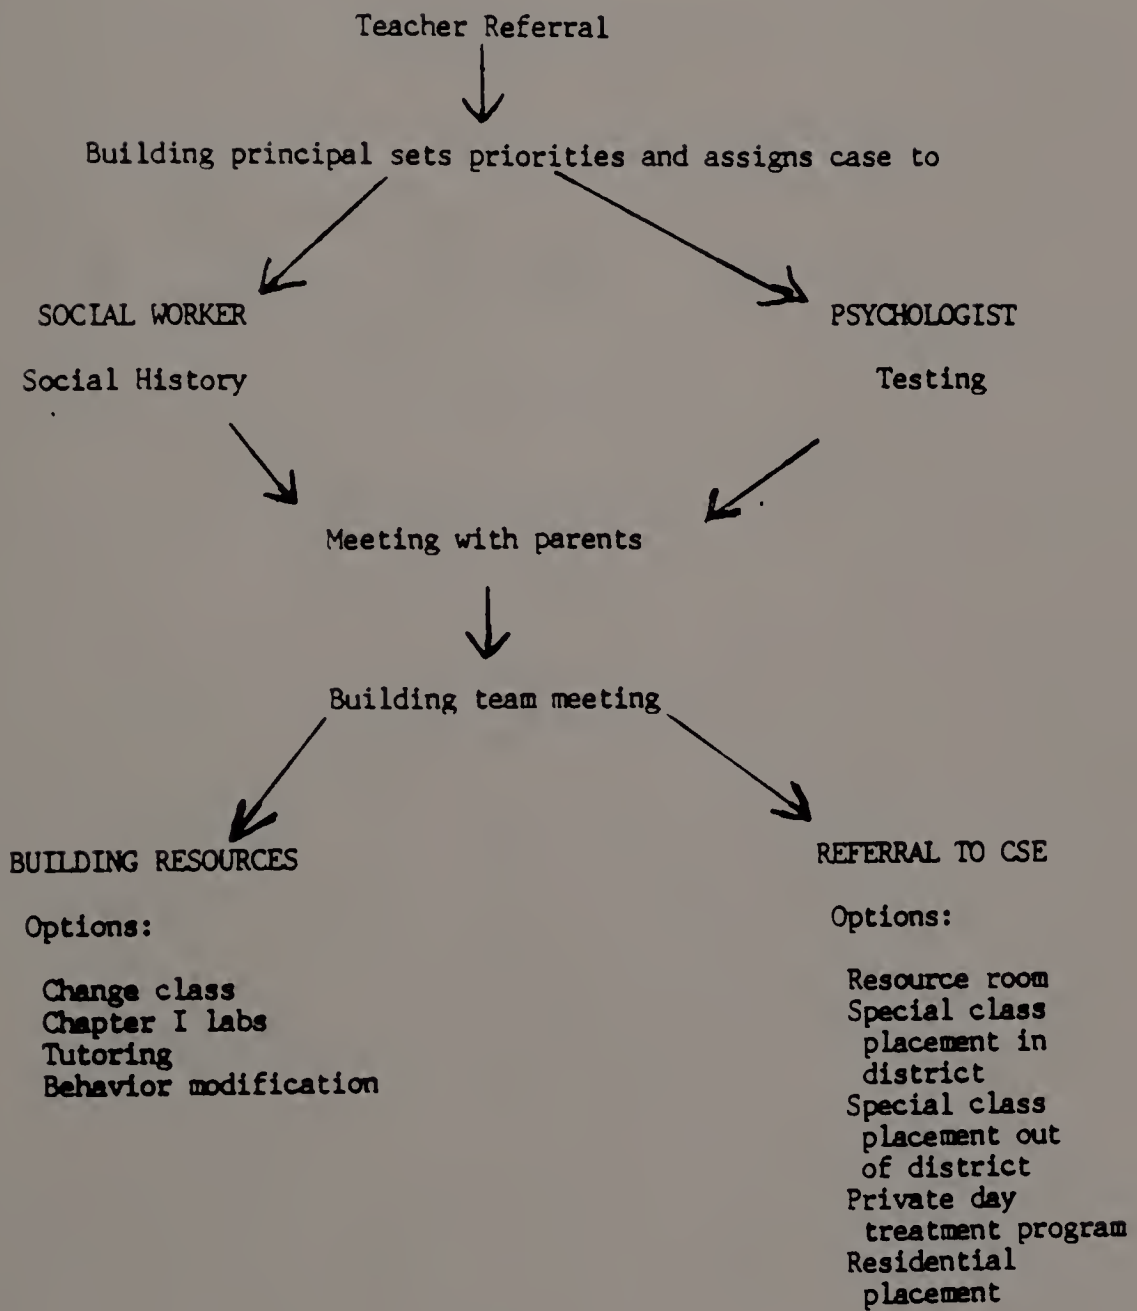 Teacher Referral
Building principal sets priorities and assigns case to
SOCIAL WORKER
Social History
PSYCHOLOGIST
Testing
Meeting with parents
Building team meeting
BUILDING RESOURCES
Options:
Change class
Chapter I labs
Tutoring
Behavior modification
REFERRAL TO CSE
Options:
Resource room
Special class
placement in
district
Special class
placement out
of district
Private day
treatment program
Residential
placement